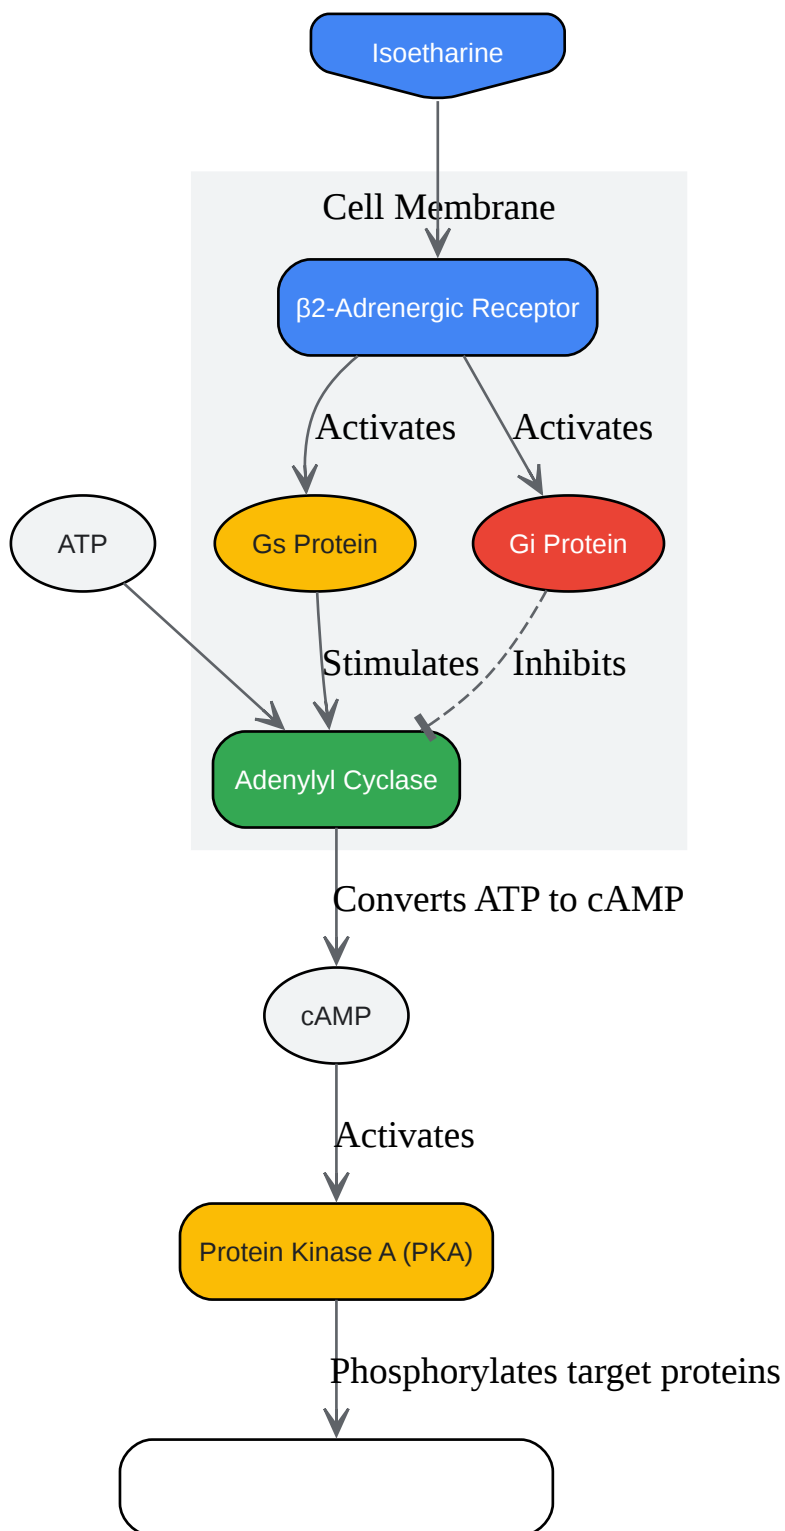 Isoetharine
Cell Membrane
β2-Adrenergic Receptor
Activates
Activates
ATP
Gs Protein
Gi Protein
Stimulates
Inhibits
Adenylyl Cyclase
Converts ATP to cAMP
cAMP
Activates
Protein Kinase A (PKA)
Phosphorylates target proteins